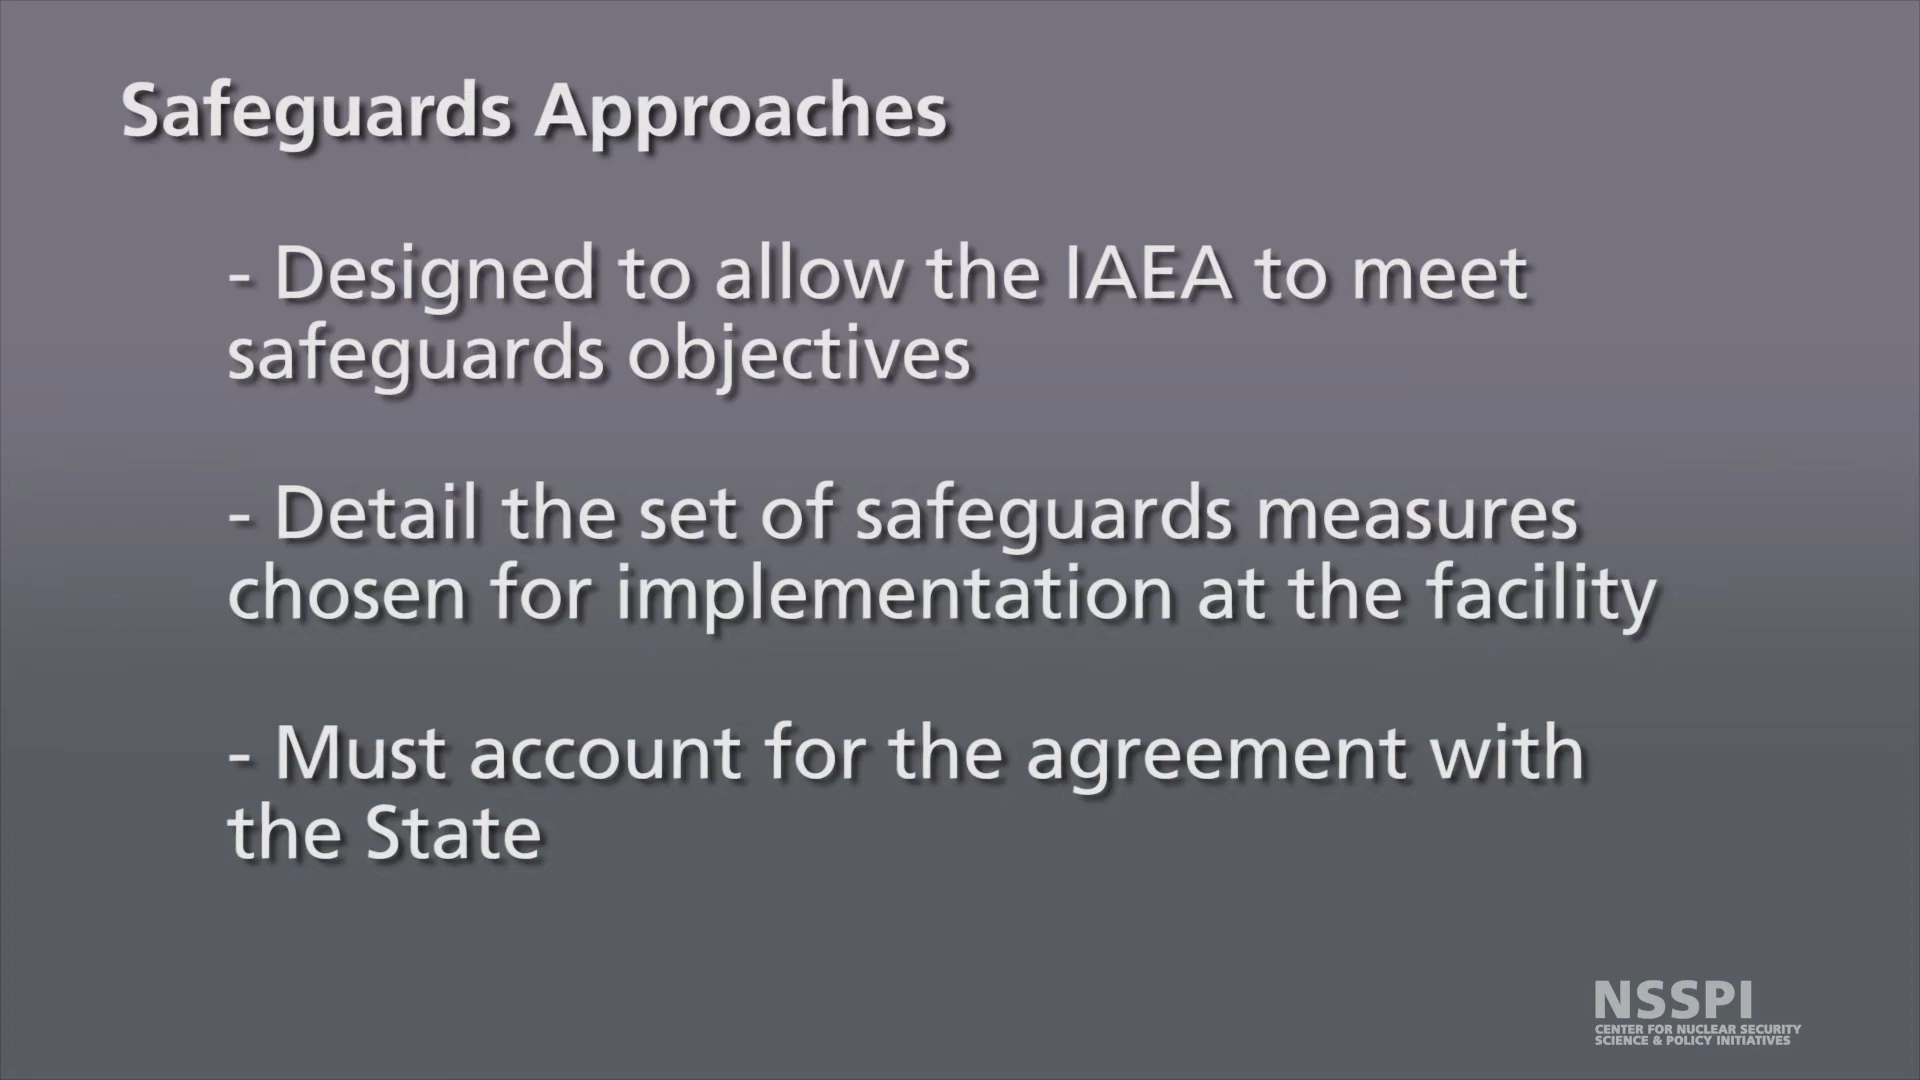 Safeguards Approaches
- Designed to allow the IAEA to meet
safeguards objectives
- Detail the set of safeguards measures
chosen for implementation at the facility
- Must account for the agreement with
the State
NSSPI
CENTER FOR NUCLEAR SECURITY
SCIENCE & POLICY INITIATIVES